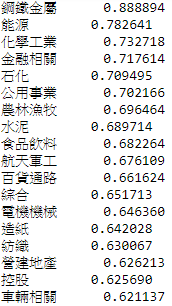 鋼鐵金屬 0.888894
能源 0.782641
化學工業 0.732718
金融相關 0.717614
石化 0.709495
公用事業 0.702166
農林漁牧 0.696464
水泥 0.689714
食品飲料 0.682264
航天軍工 0.676109
百貨通路 0.661624
綜合 0.651713
電機機械 0.646360
造紙 0.642028
紡織 0.630067
營建地產 0.626213
控股 0.625690
車輛相關 0.621137